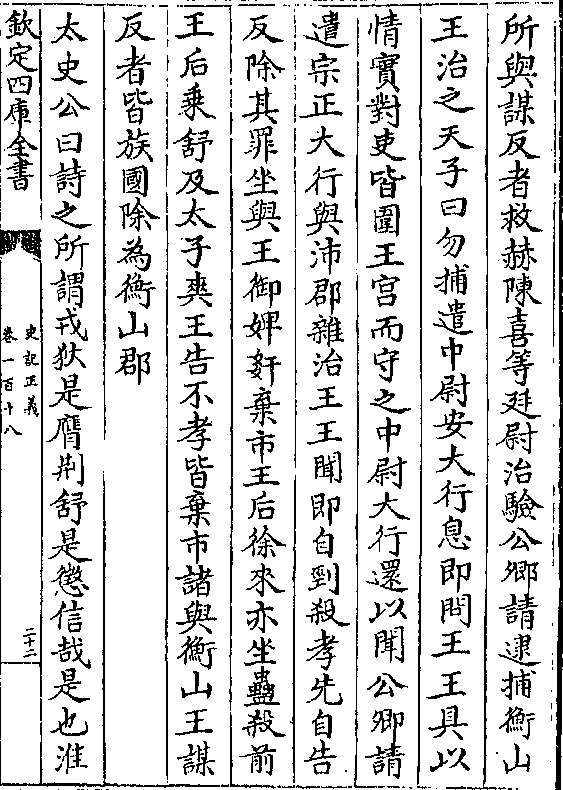 所與謀反者救赫陳喜等廷尉治驗公卿請逮捕衡山
王治之天子曰勿捕遣中尉安大行息即問王王具以
情實對吏皆圍王宮而守之中尉大行還以聞公卿請
遣宗正大行與沛郡雜治王王聞即自剄殺孝先自告
反除其罪坐與王御婢姧棄市王后徐來亦坐蠱殺前
王后乘舒及太子爽王告不孝皆棄市諸與衡山王謀
反者皆族國除為衡山郡
太史公曰詩之所謂戎狄是膺荆舒是懲信哉是也淮
欽定四庫全書
史記正義
卷一百十八
二十二